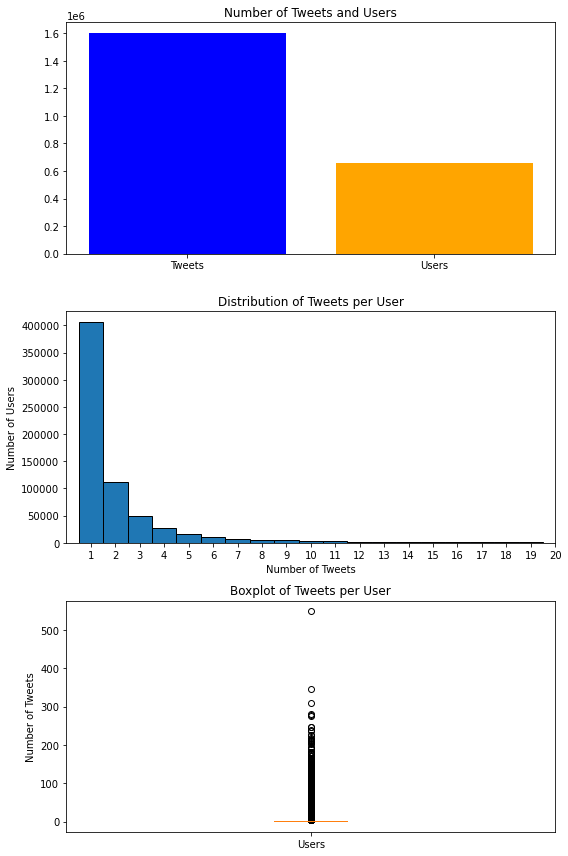 Number of Tweets and Users
1e6
1.6
1.4
1.2
1.0
0.8
0.6
0.4
0.2
0.0
Tweets Users
Distribution of Tweets per User
Number of Users
400000
350000
300000
250000
200000
150000
100000
50000
0
1 2 3 4 5 6 7 8 9 10 11 12 13 14 15 16 17 18 19 20
Number of Tweets
Boxplot of Tweets per User
Number of Tweets
500
400
300
200
100
0
Users